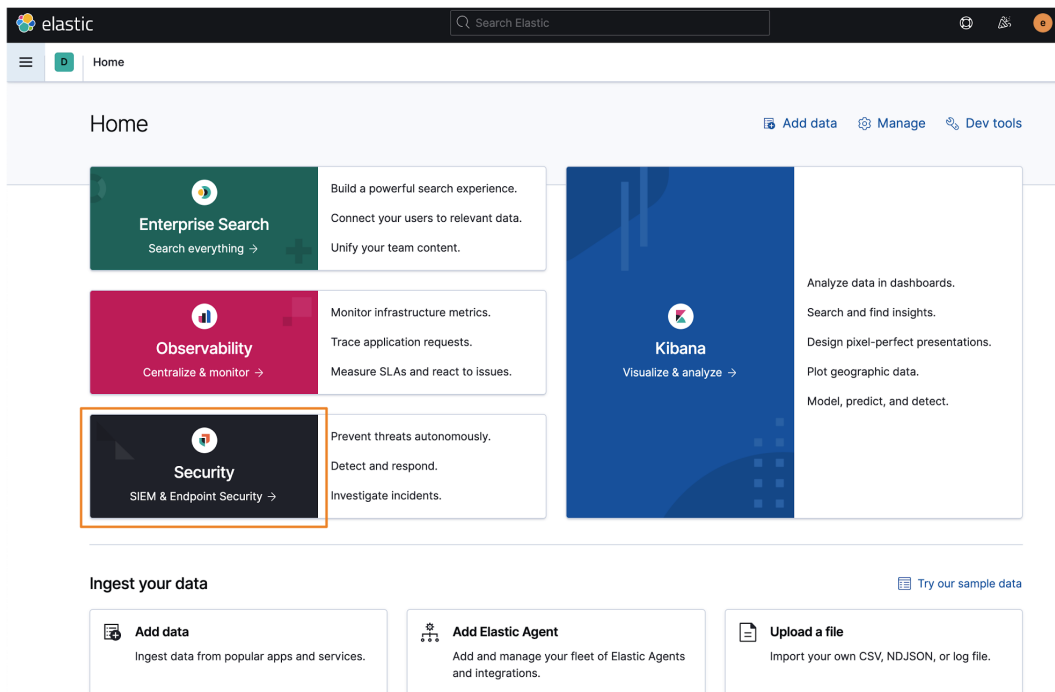 elastic
Search Elastic
e
D
Home
Home
Add data
Manage
Dev tools
Enterprise Search
Search everything →
Build a powerful search experience.
Connect your users to relevant data.
Unify your team content.
Observability
Centralize & monitor →
Monitor infrastructure metrics.
Trace application requests.
Measure SLAs and react to issues.
Security
SIEM & Endpoint Security →
Prevent threats autonomously.
Detect and respond.
Investigate incidents.
Kibana
Visualize & analyze →
Analyze data in dashboards.
Search and find insights.
Design pixel-perfect presentations.
Plot geographic data.
Model, predict, and detect.
Ingest your data
Try our sample data
Add data
Ingest data from popular apps and services.
Add Elastic Agent
Add and manage your fleet of Elastic Agents
and integrations.
Upload a file
Import your own CSV, NDJSON, or log file.